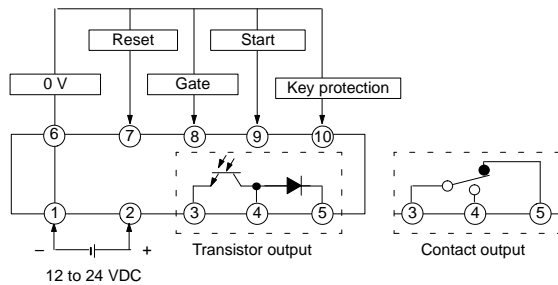 Reset
Start
0 V
Gate
Key protection
6 7 8 9 10
1 2 3 4 5
3 4 5
− +
Transistor output
Contact output
12 to 24 VDC